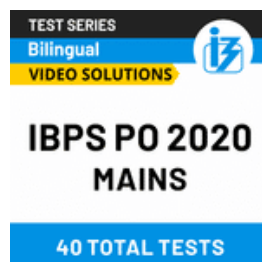 TEST SERIES
Bilingual
VIDEO SOLUTIONS
IBPS PO 2020
MAINS
40 TOTAL TESTS